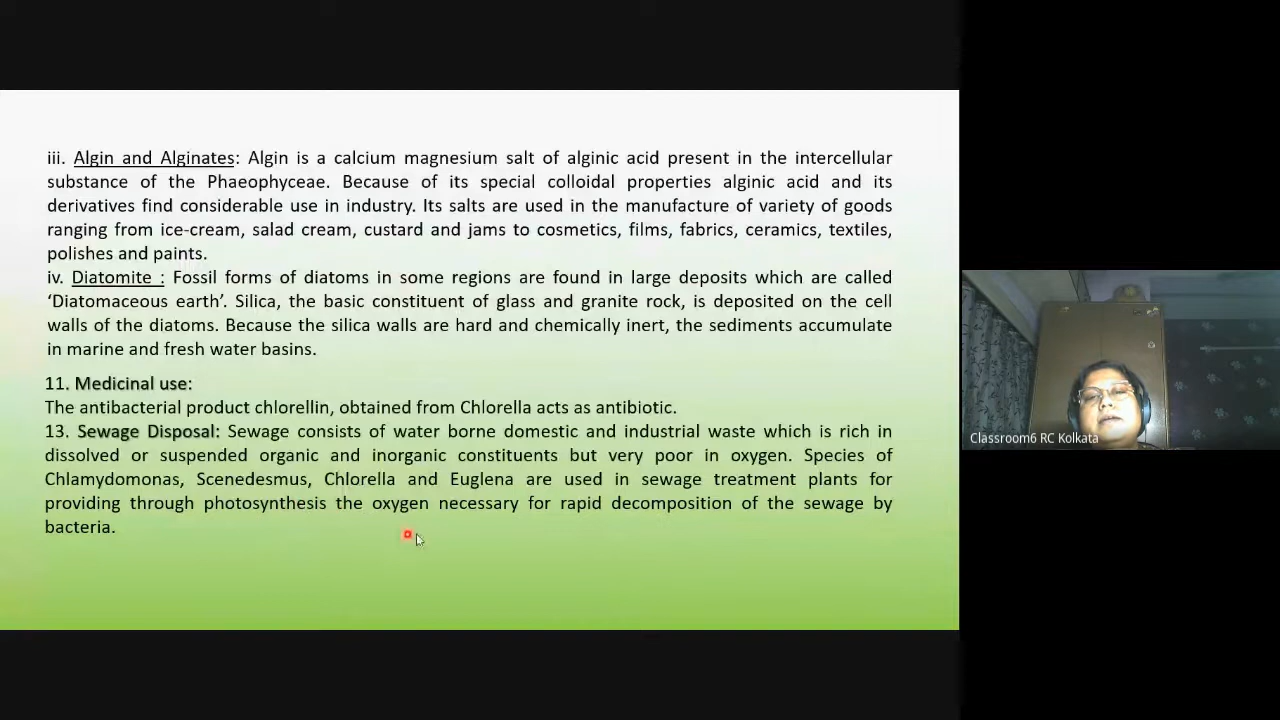 iii. Algin and Alginates: Algin is a calcium magnesium salt of alginic acid present in the intercellular
substance of the Phaeophyceae. Because of its special colloidal properties alginic acid and its
derivatives find considerable use in industry. Its salts are used in the manufacture of variety of goods
ranging from ice-cream, salad cream, custard and jams to cosmetics, films, fabrics, ceramics, textiles,
polishes and paints.
iv. Diatomite : Fossil forms of diatoms in some regions are found in large deposits which are called
‘Diatomaceous earth’. Silica, the basic constituent of glass and granite rock, is deposited on the cell
walls of the diatoms. Because the silica walls are hard and chemically inert, the sediments accumulate
in marine and fresh water basins.
11. Medicinal use:
The antibacterial product chlorellin, obtained from Chlorella acts as antibiotic.
13. Sewage Disposal: Sewage consists of water borne domestic and industrial waste which is rich in
dissolved or suspended organic and inorganic constituents but very poor in oxygen. Species of
Chlamydomonas, Scenedesmus, Chlorella and Euglena are used in sewage treatment plants for
providing through photosynthesis the oxygen necessary for rapid decomposition of the sewage by
bacteria.
Classroom6 RC Kolkata